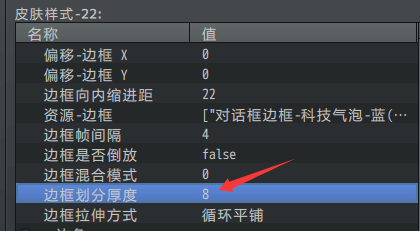 皮肤样式-22:
名称 值
偏移-边框 X 0
偏移-边框 Y 0
边框向内缩进距 22
资源-边框 ["对话框边框-科技气泡-蓝(…
边框帧间隔 4
边框是否倒放 false
边框混合模式 0
边框划分厚度 8
边框拉伸方式 循环平铺